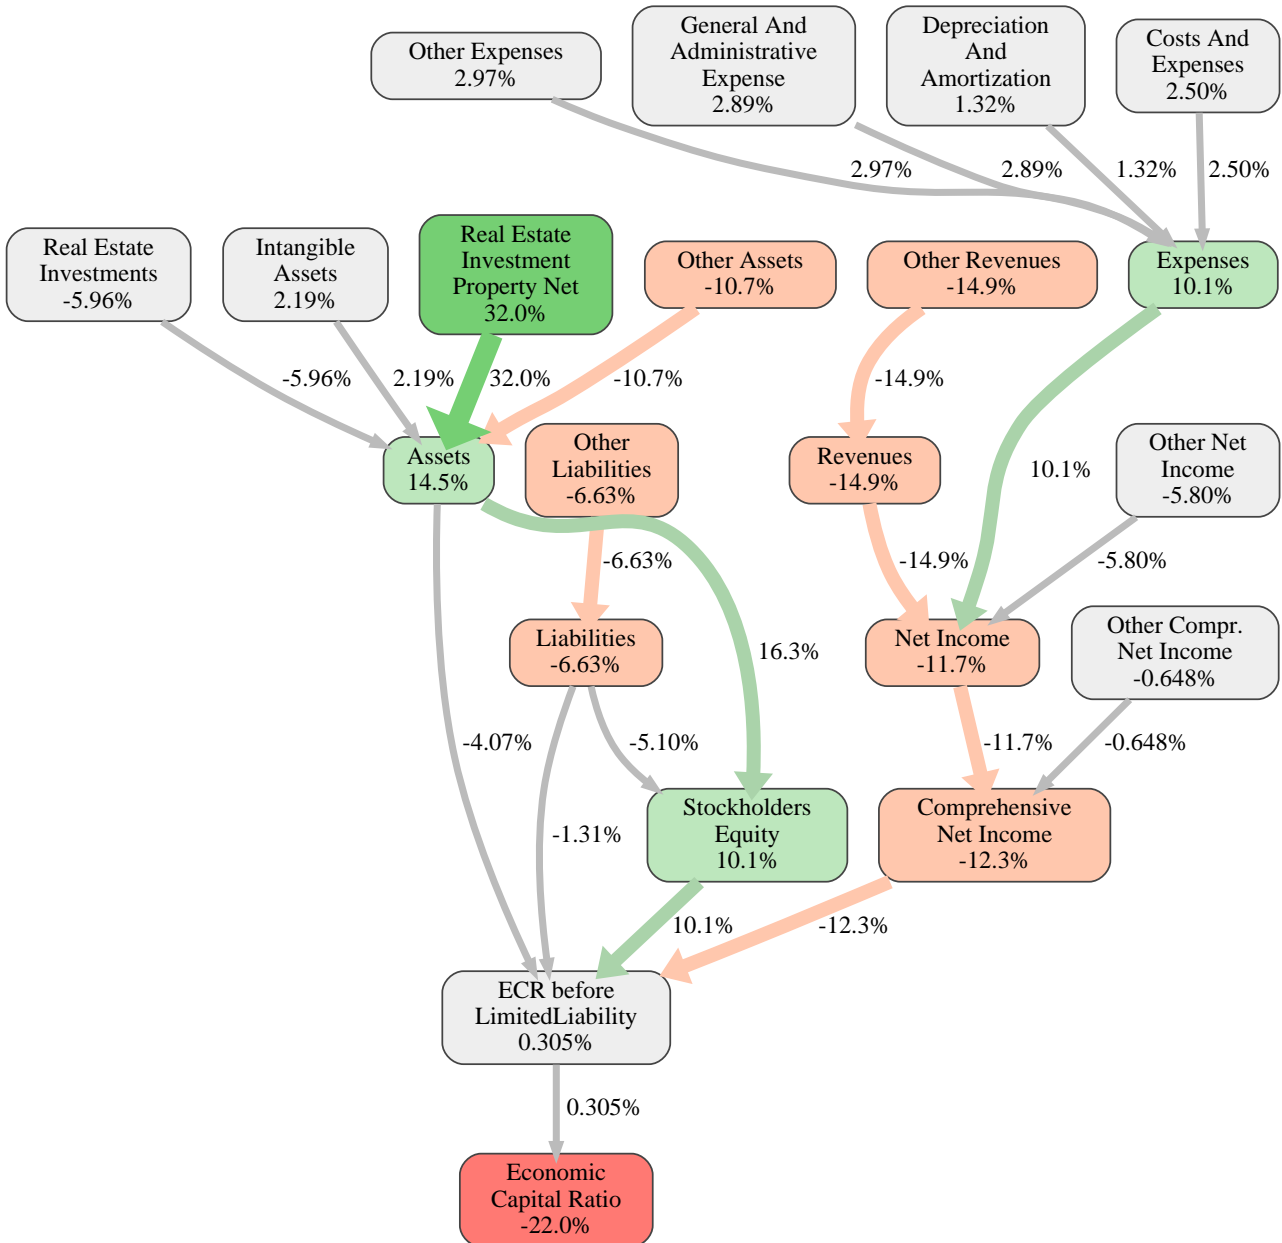 Other Expenses
2.97%
General And
Administrative
Expense
2.89%
Depreciation
And
Amortization
1.32%
Costs And
Expenses
2.50%
2.97%
2.89%
1.32%
2.50%
Real Estate
Investments
-5.96%
Intangible
Assets
2.19%
Real Estate
Investment
Property Net
32.0%
Other Assets
-10.7%
Other Revenues
-14.9%
Expenses
10.1%
-5.96%
2.19%
32.0%
-10.7%
-14.9%
10.1%
Assets
14.5%
Other
Liabilities
-6.63%
Revenues
-14.9%
Other Net
Income
-5.80%
-6.63%
-14.9%
-5.80%
Liabilities
-6.63%
16.3%
Net Income
-11.7%
Other Compr.
Net Income
-0.648%
-4.07%
-5.10%
-11.7%
-0.648%
-1.31%
Stockholders
Equity
10.1%
Comprehensive
Net Income
-12.3%
10.1%
-12.3%
ECR before
LimitedLiability
0.305%
0.305%
Economic
Capital Ratio
-22.0%